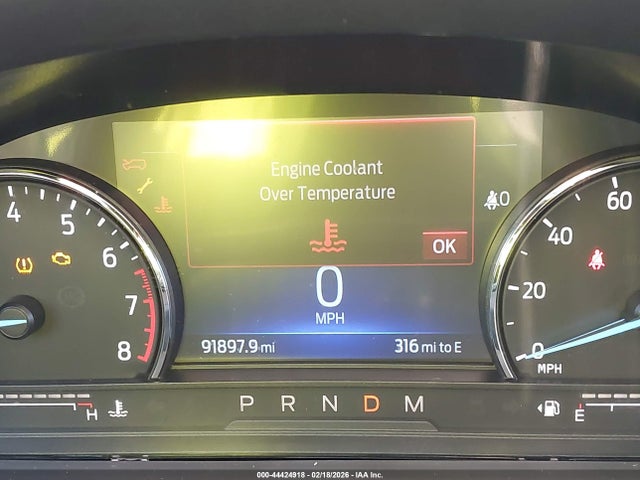 Engine Coolant
Over Temperature
OK
0
MPH
91897.9 mi
316 mi to E
4
5
6
7
8
0
60
40
20
0
MPH
H
P R N D M
E
000-44424918 - 02/18/2026 - IAA Inc.